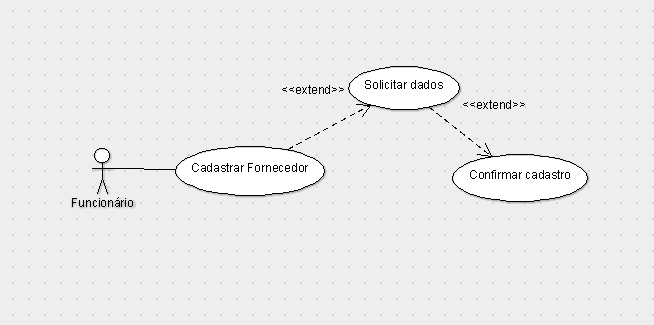 Solicitar dados
<<extend>>
<<extend>>
Cadastrar Fornecedor
Confirmar cadastro
Funcionário